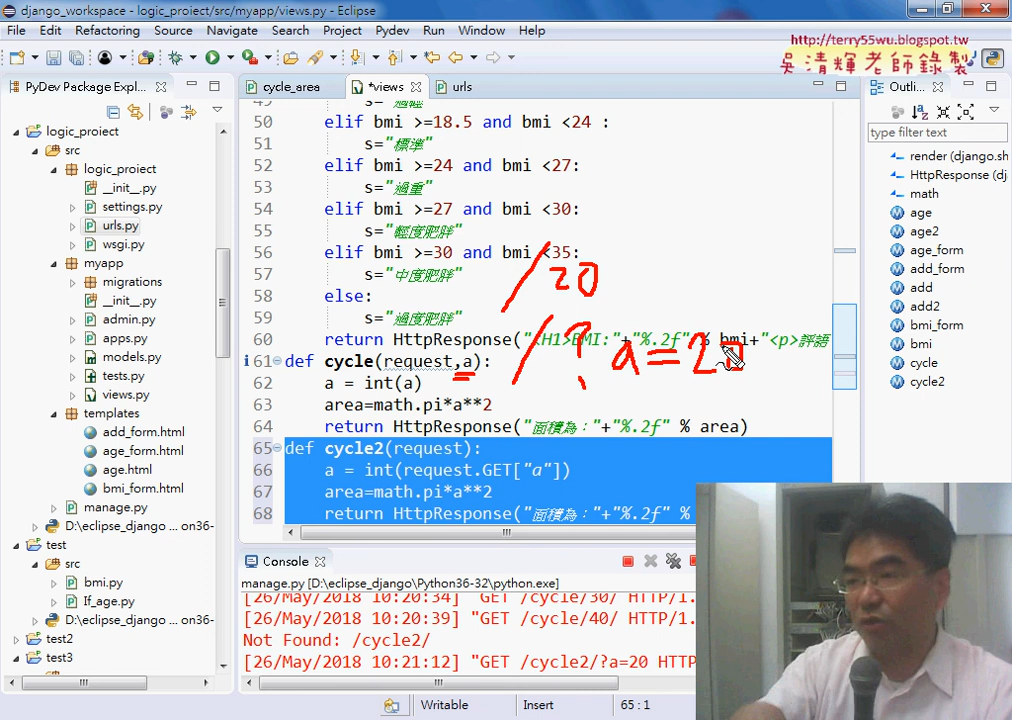 django_workspace - logic_proiect/src/myapp/views.py - Eclipse
File Edit Refactoring Source Navigate Search Project Pydev Run Window Help
http://terry55wu.blogspot.tw
吳清輝老師錄製
PyDev Package Expl...
logic_proiect
src
logic_proiect
__init__.py
settings.py
urls.py
wsgi.py
myapp
migrations
__init__.py
admin.py
apps.py
models.py
tests.py
views.py
templates
add_form.html
age_form.html
age.html
bmi_form.html
manage.py
D:\eclipse_django ... on36-
test
src
bmi.py
If_age.py
D:\eclipse_django ... on36-
test2
test3
cycle_area *views urls
50 elif bmi >=18.5 and bmi <24 :
51 s="標準"
52 elif bmi >=24 and bmi <27:
53 s="過重"
54 elif bmi >=27 and bmi <30:
55 s="輕度肥胖"
56 elif bmi >=30 and bmi <35:
57 s="中度肥胖"
58 else:
59 s="過度肥胖"
60 return HttpResponse("<H1>BMI:"+"%.2f" % bmi+"<p>評語
61 def cycle(request,a):
62 a = int(a)
63 area=math.pi*a**2
64 return HttpResponse("面積為："+"%.2f" % area)
65 def cycle2(request):
66 a = int(request.GET["a"])
67 area=math.pi*a**2
68 return HttpResponse("面積為："+"%.2f" %
/20
/? a=20
Console
manage.py [D:\eclipse_django\Python36-32\python.exe]
[26/May/2018 10:20:34] "GET /cycle/30/ HTTP/1.
[26/May/2018 10:20:39] "GET /cycle/40/ HTTP/1.
Not Found: /cycle2/
[26/May/2018 10:21:12] "GET /cycle2/?a=20 HTTP
Outli...
type filter text
render (django.sh
HttpResponse (dj
math
age
age2
age_form
add_form
add
add2
bmi_form
bmi
cycle
cycle2
Writable Insert 65 : 1